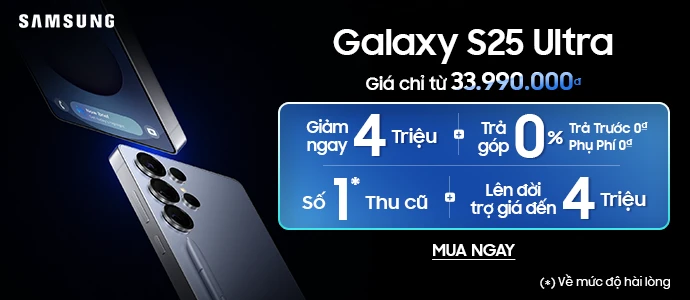 SAMSUNG
Galaxy S25 Ultra
Giá chỉ từ 33.990.000đ
Giảm ngay 4 Triệu + Trả góp 0% Trả Trước 0đ Phụ Phí 0đ
Số 1* Thu cũ + Lên đời trợ giá đến 4 Triệu
MUA NGAY
(*) Về mức độ hài lòng